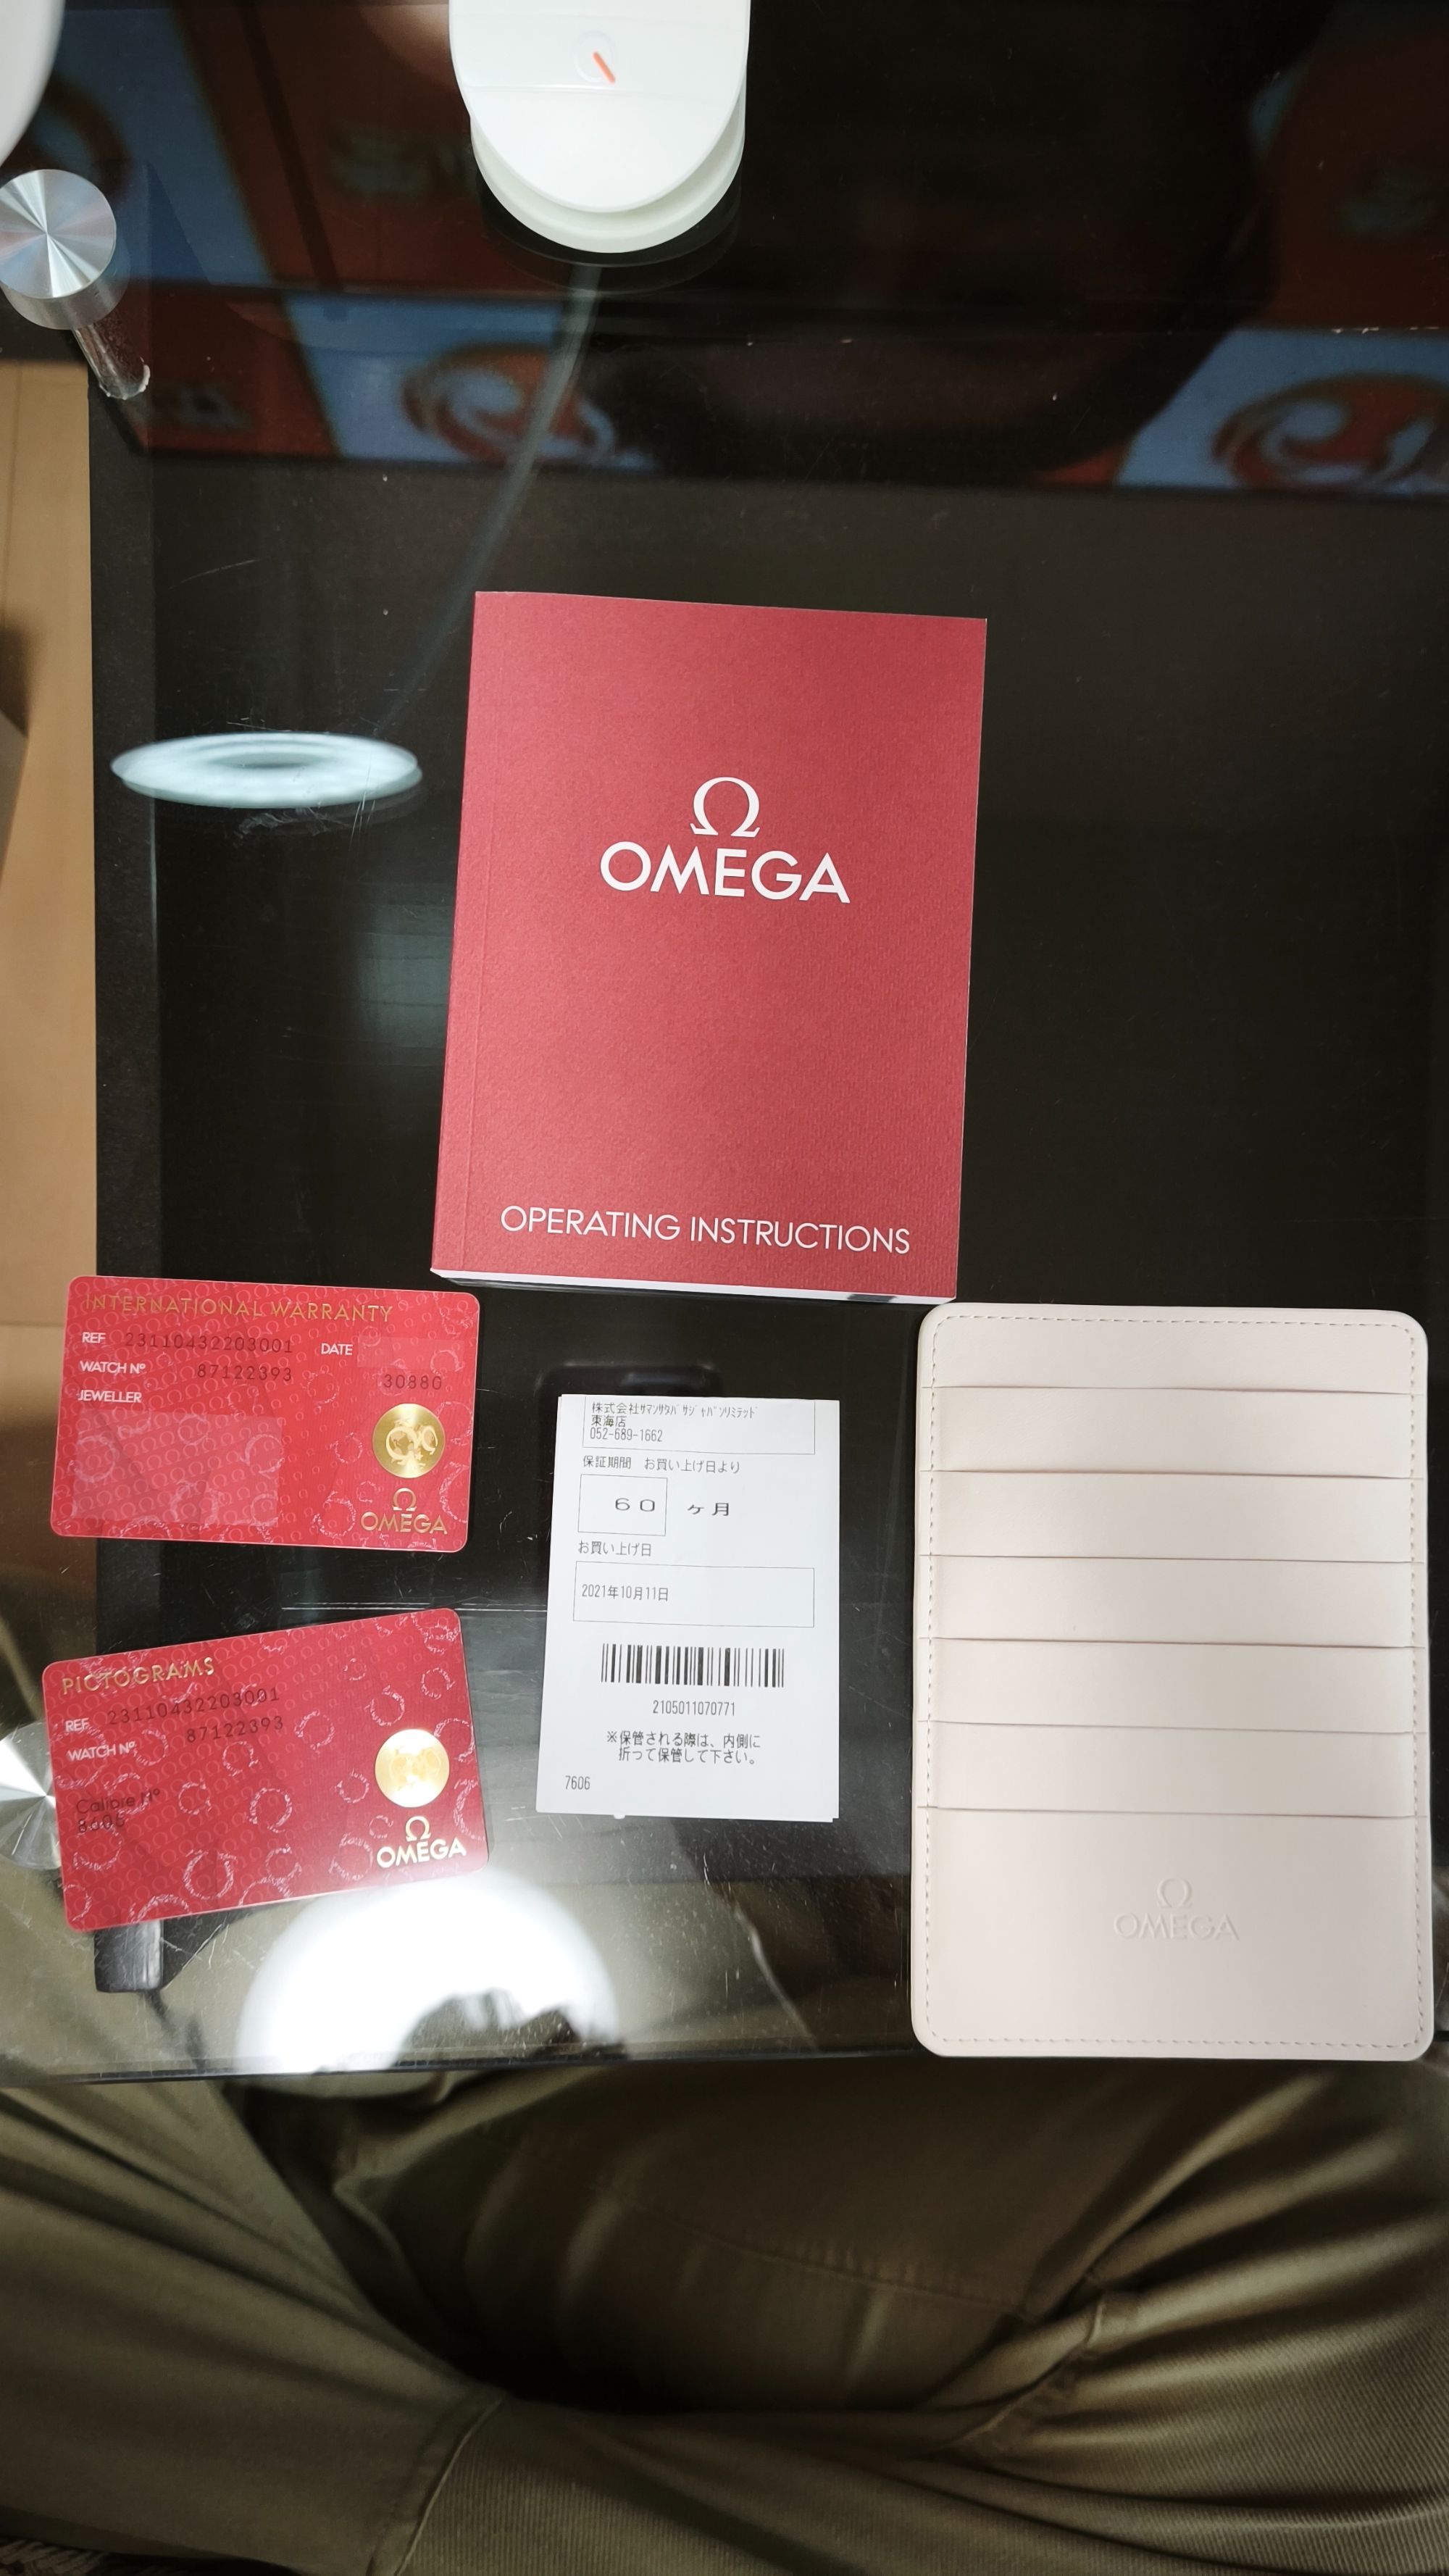 Ω
OMEGA
OPERATING INSTRUCTIONS
INTERNATIONAL WARRANTY
REF 23110432203001 DATE
WATCH Nº 87122393
30880
JEWELLER
Ω
OMEGA
PICTOGRAMS
REF 23110432203001
WATCH Nº 87122393
Calibre Nº
Ω
OMEGA
株式会社ｻﾏﾝｻﾀﾊﾞｻｼﾞｬﾊﾟﾝﾘﾐﾃｯﾄﾞ
東海店
052-689-1662
保証期間 お買い上げ日より
60 ヶ月
お買い上げ日
2021年10月11日
2105011070771
※保管される際は、内側に
折って保管して下さい。
7606
Ω
OMEGA